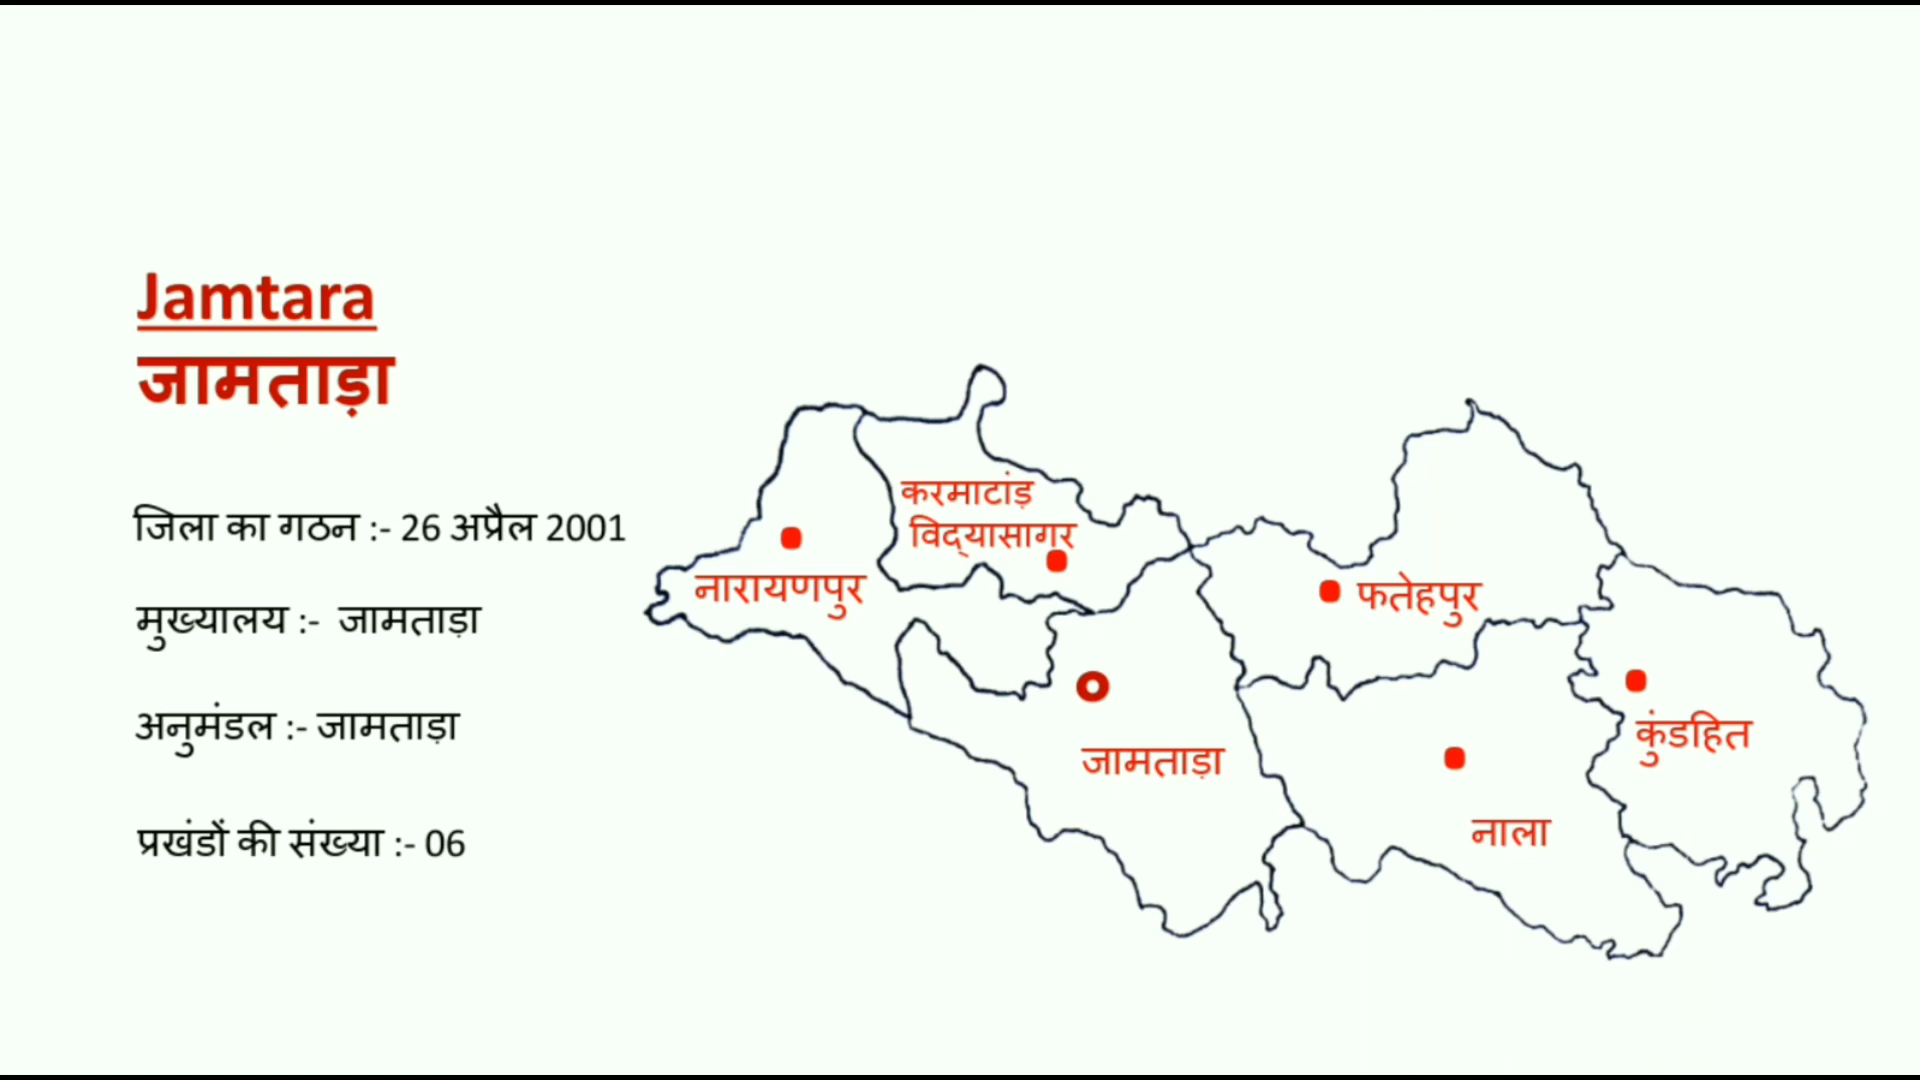 Jamtara
जामताड़ा
जिला का गठन :- 26 अप्रैल 2001
मुख्यालय :- जामताड़ा
अनुमंडल :- जामताड़ा
प्रखंडों की संख्या :- 06
करमाटांड़
विद्यासागर
नारायणपुर
फतेहपुर
कुंडहित
जामताड़ा
नाला